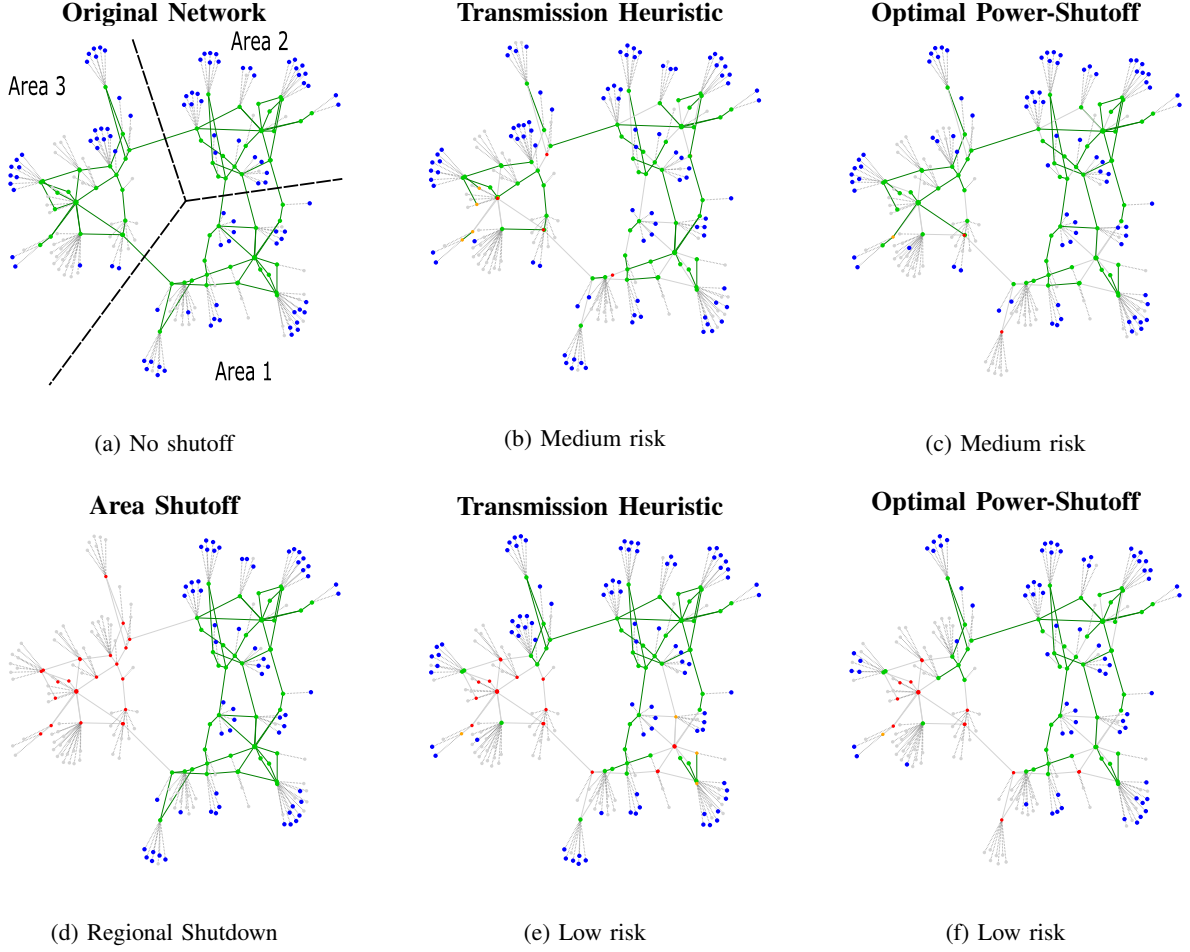 Original Network
Transmission Heuristic
Optimal Power-Shutoff
Area 2
Area 3
Area 1
(a) No shutoff
(b) Medium risk
(c) Medium risk
Area Shutoff
Transmission Heuristic
Optimal Power-Shutoff
(d) Regional Shutdown
(e) Low risk
(f) Low risk